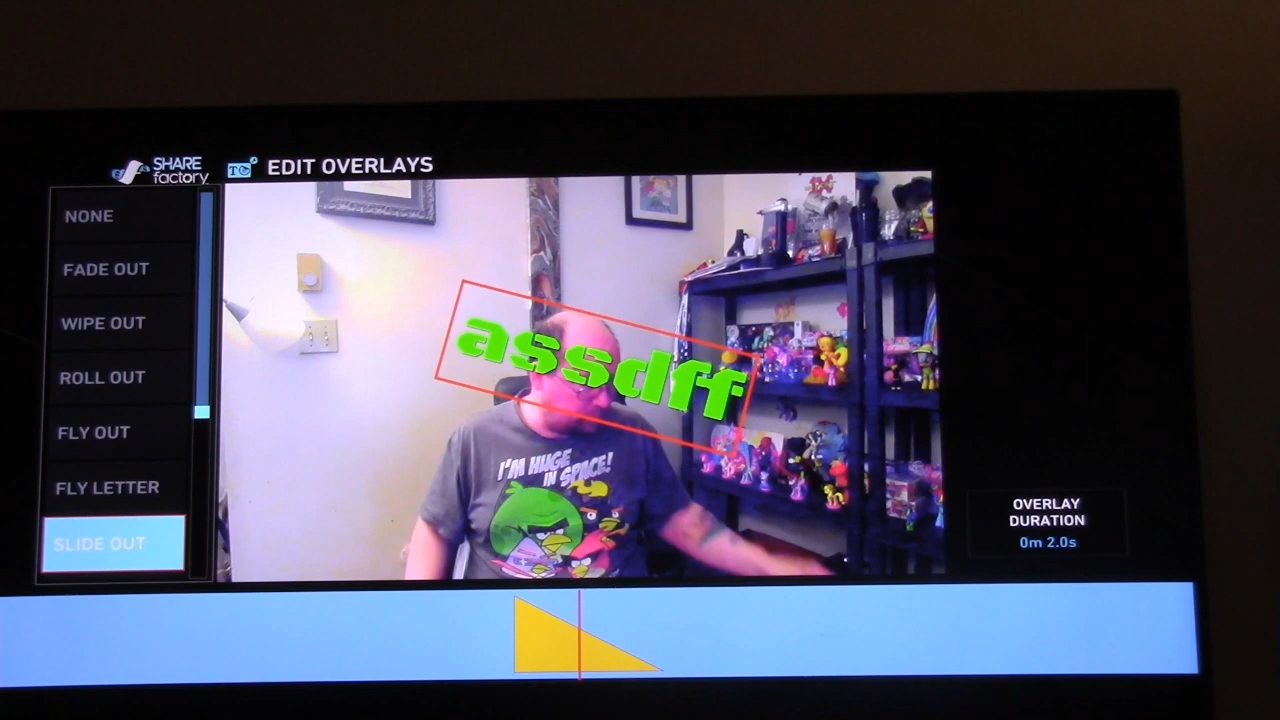 SHARE
factory
T
EDIT OVERLAYS
NONE
FADE OUT
WIPE OUT
ROLL OUT
FLY OUT
FLY LETTER
SLIDE OUT
assdff
I'M HUGE
IN SPACE!
OVERLAY
DURATION
0m 2.0s